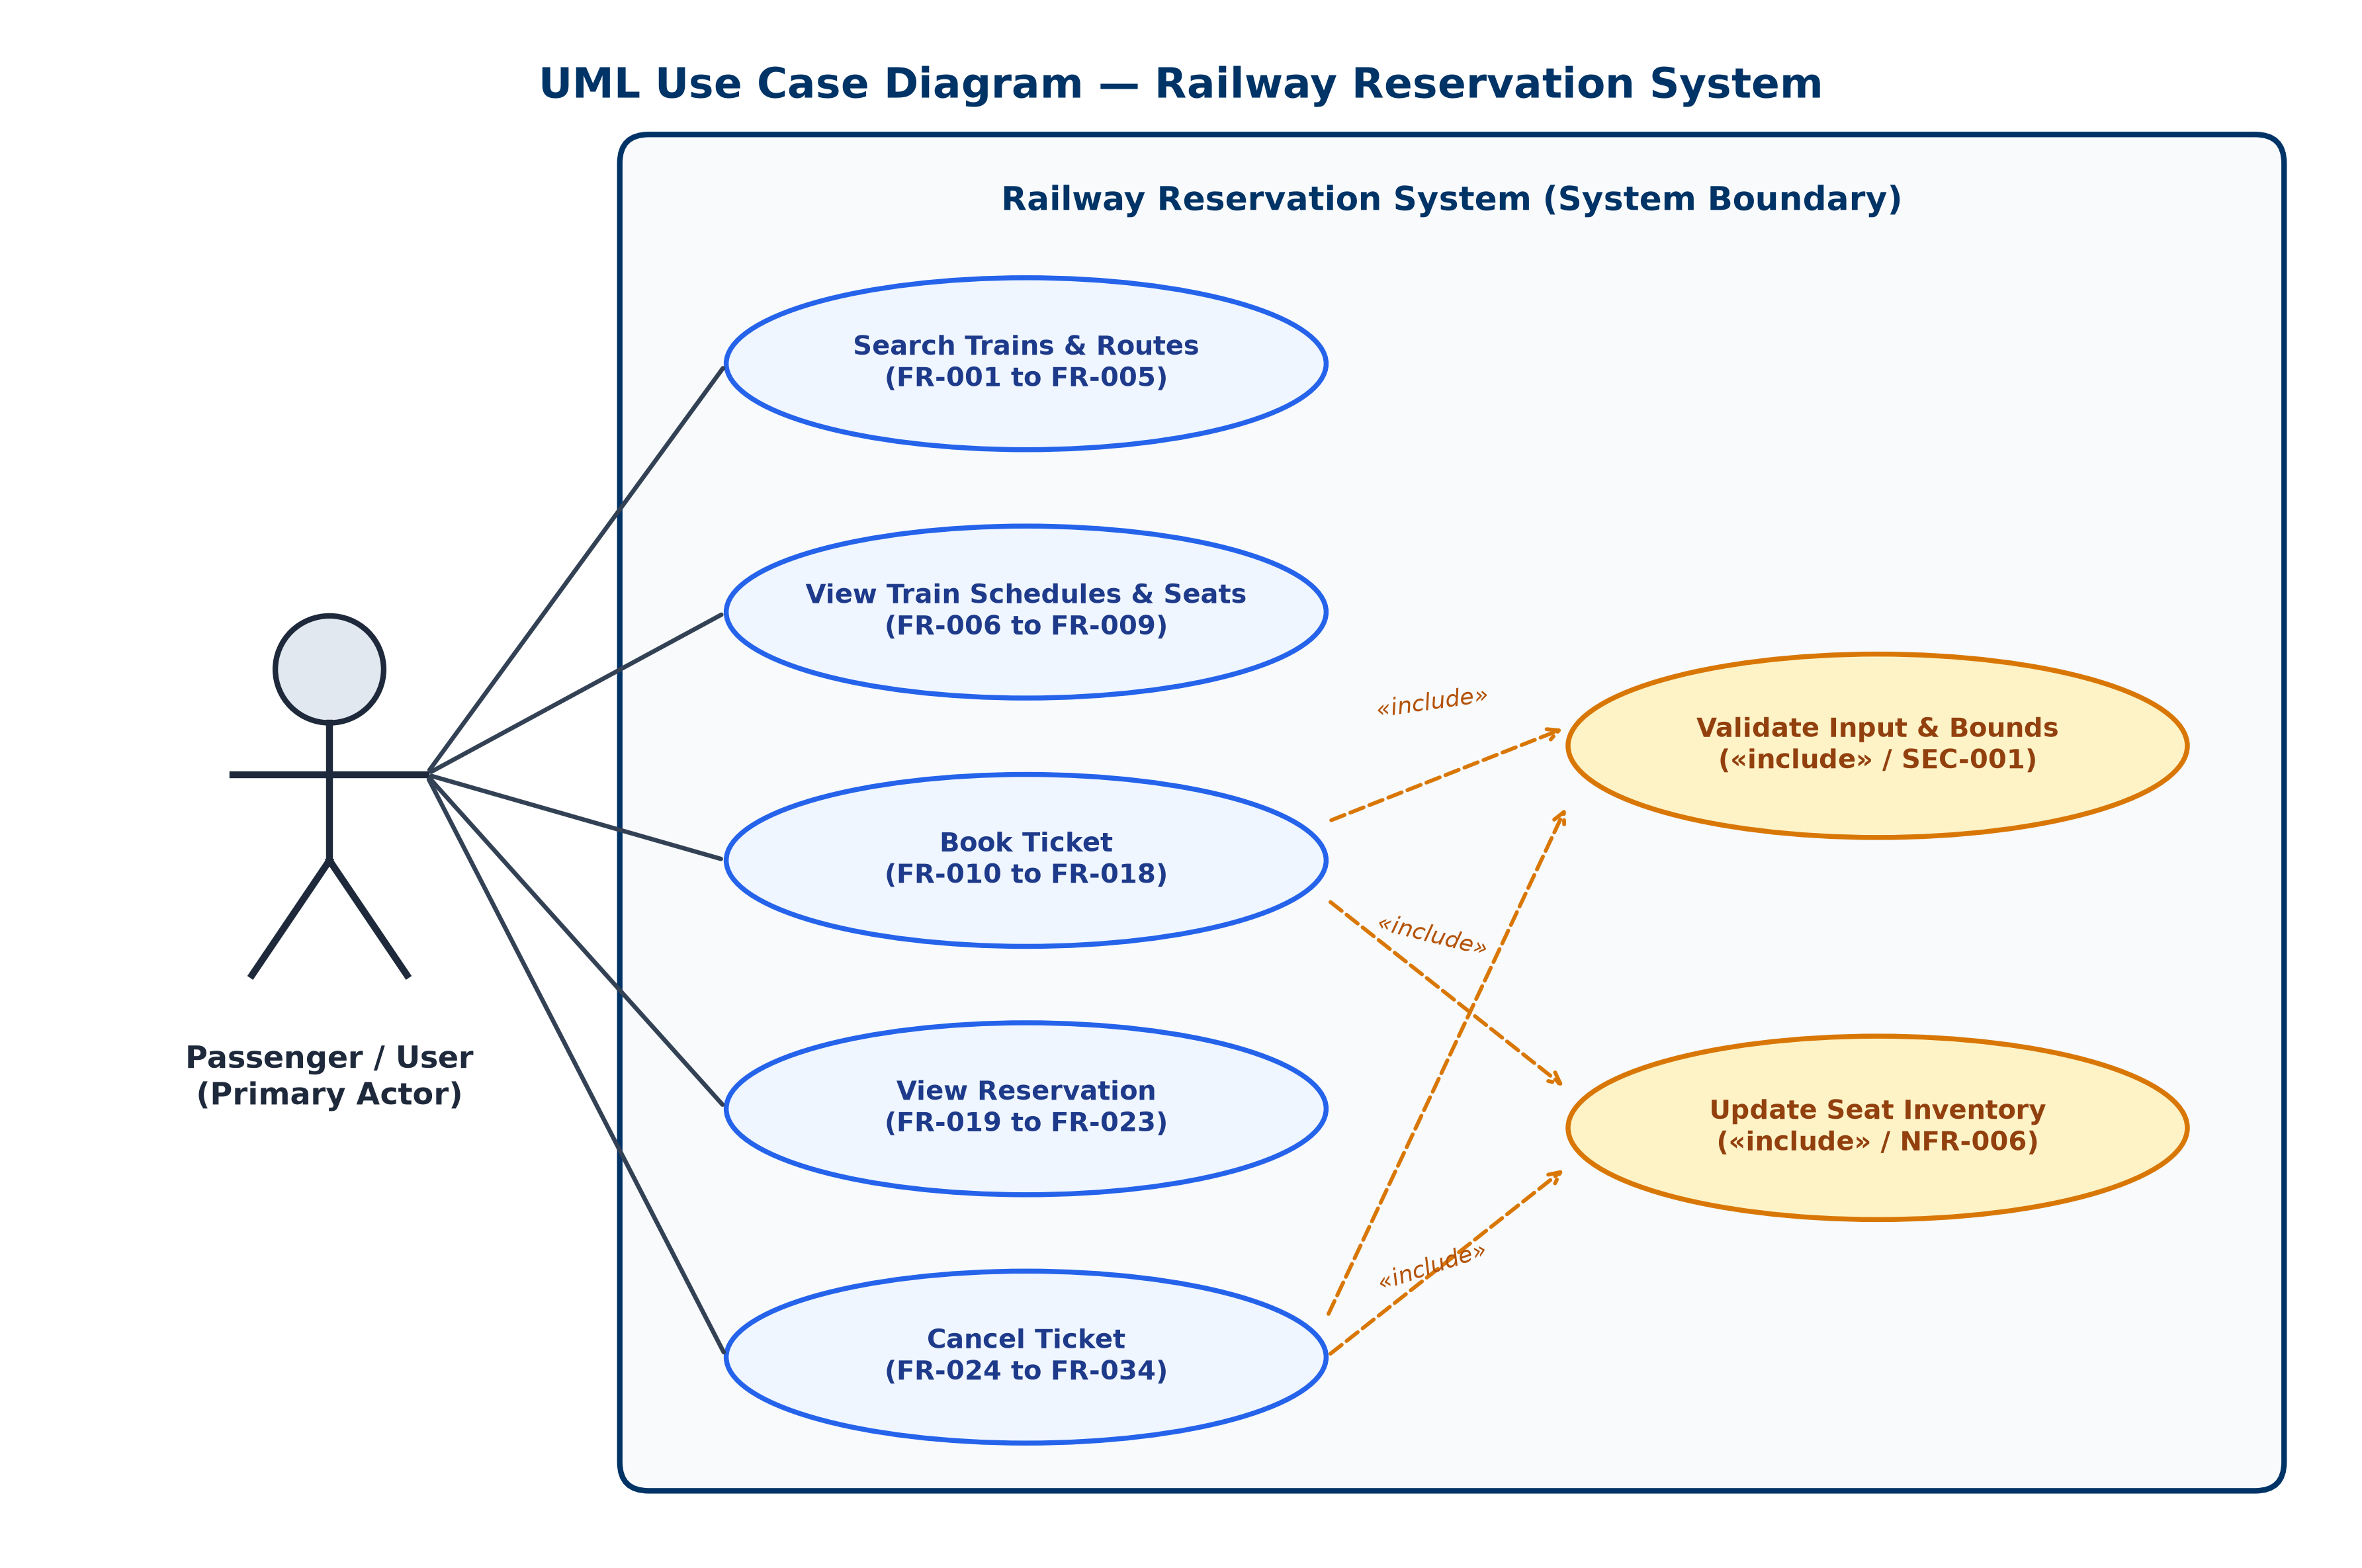 UML Use Case Diagram — Railway Reservation System
Railway Reservation System (System Boundary)
Search Trains & Routes
(FR-001 to FR-005)
View Train Schedules & Seats
(FR-006 to FR-009)
«include»
Validate Input & Bounds
(«include» / SEC-001)
Book Ticket
(FR-010 to FR-018)
«include»
Passenger / User
(Primary Actor)
View Reservation
(FR-019 to FR-023)
Update Seat Inventory
(«include» / NFR-006)
«include»
Cancel Ticket
(FR-024 to FR-034)